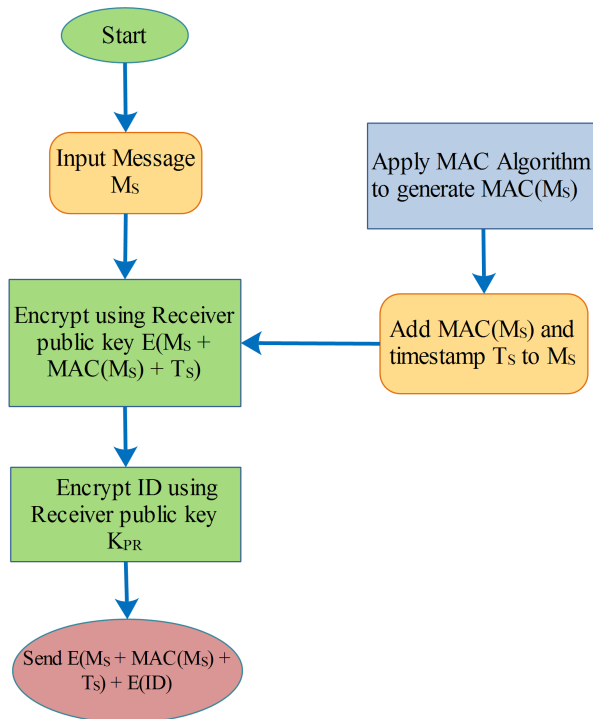 Start
Input Message
MS
Apply MAC Algorithm
to generate MAC(MS)
Encrypt using Receiver
public key E(MS +
MAC(MS) + TS)
Add MAC(MS) and
timestamp TS to MS
Encrypt ID using
Receiver public key
KPR
Send E(MS + MAC(MS) +
TS) + E(ID)